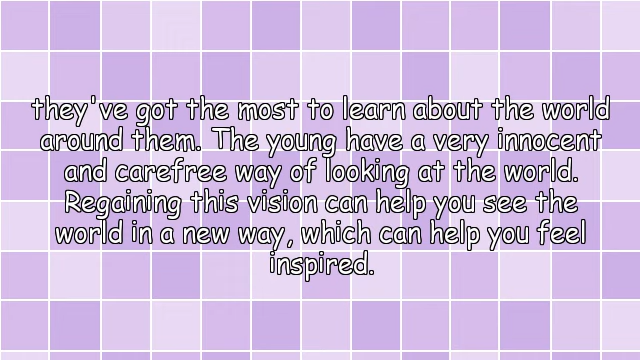 they've got the most to learn about the world
around them. The young have a very innocent
and carefree way of looking at the world.
Regaining this vision can help you see the
world in a new way, which can help you feel
inspired.